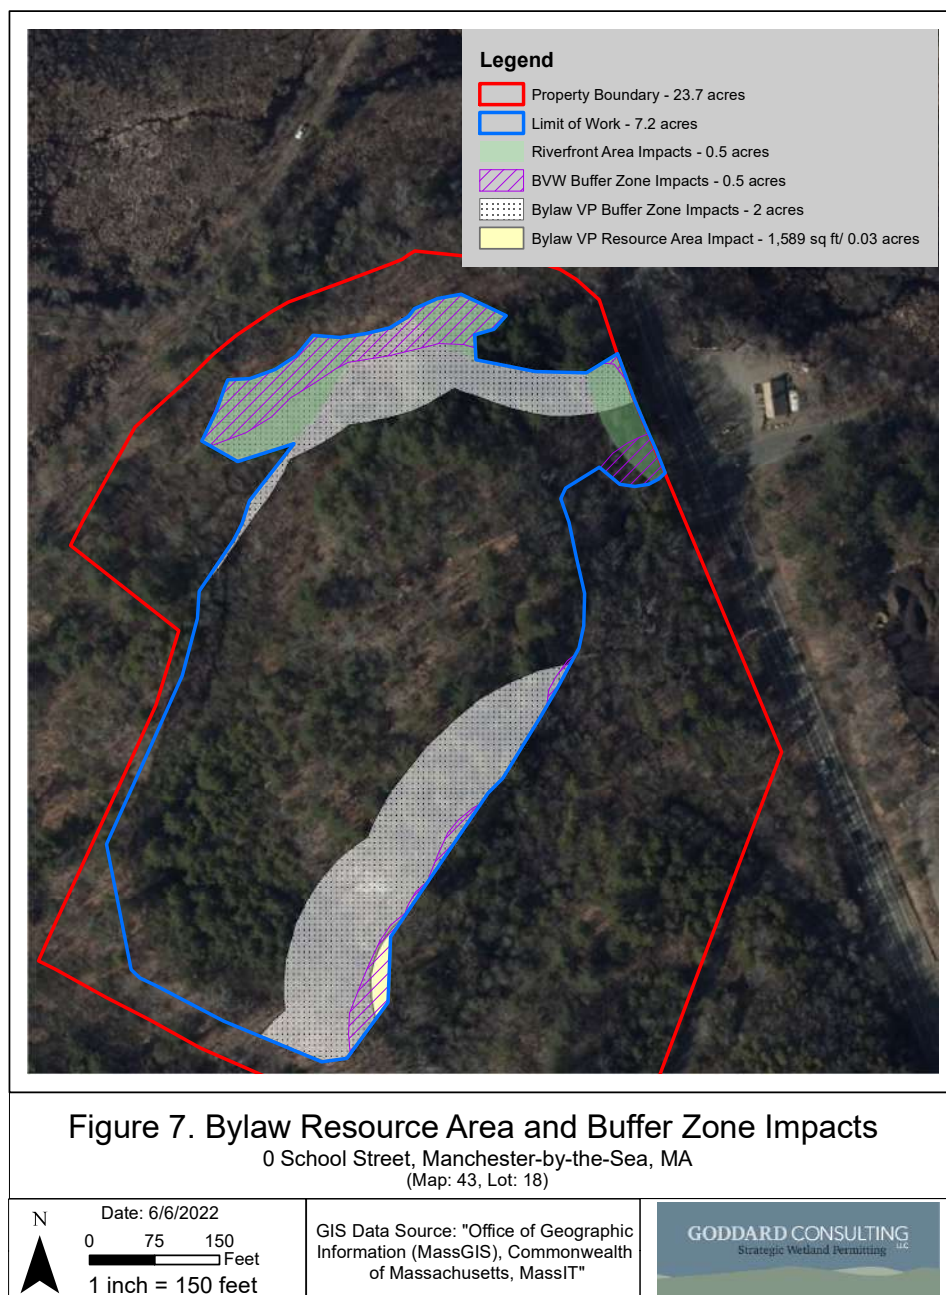 Legend
Property Boundary - 23.7 acres
Limit of Work - 7.2 acres
Riverfront Area Impacts - 0.5 acres
BVW Buffer Zone Impacts - 0.5 acres
Bylaw VP Buffer Zone Impacts - 2 acres
Bylaw VP Resource Area Impact - 1,589 sq ft/ 0.03 acres
Figure 7. Bylaw Resource Area and Buffer Zone Impacts
0 School Street, Manchester-by-the-Sea, MA
(Map: 43, Lot: 18)
N
Date: 6/6/2022
0 75 150
Feet
1 inch = 150 feet
GIS Data Source: "Office of Geographic
Information (MassGIS), Commonwealth
of Massachusetts, MassIT"
GODDARD CONSULTING
LLC
Strategic Wetland Permitting